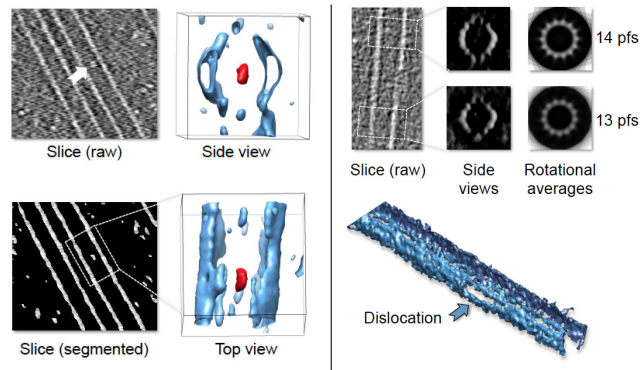 Slice (raw)
Side view
Slice (segmented)
Top view
14 pfs
13 pfs
Slice (raw)
Side
views
Rotational
averages
Dislocation